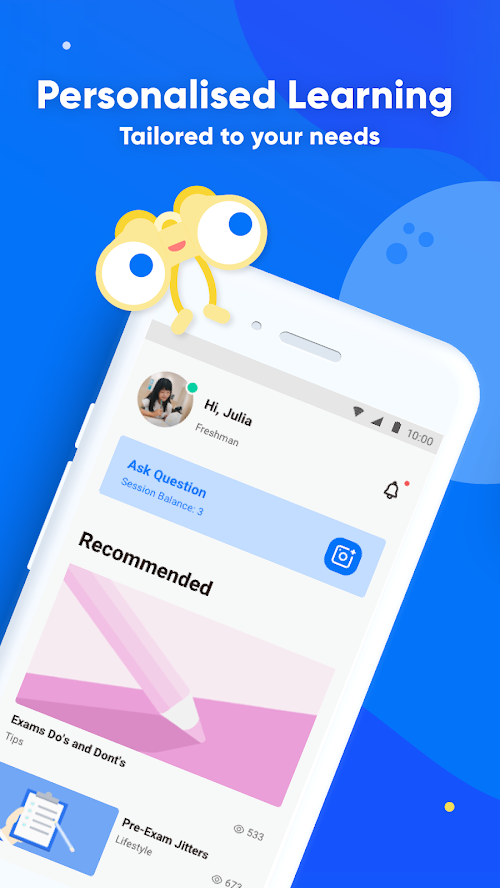 Personalised Learning
Tailored to your needs
10:00
Hi, Julia
Freshman
Ask Question
Session Balance: 3
Recommended
Exams Do's and Dont's
Tips
533
Pre-Exam Jitters
Lifestyle
673